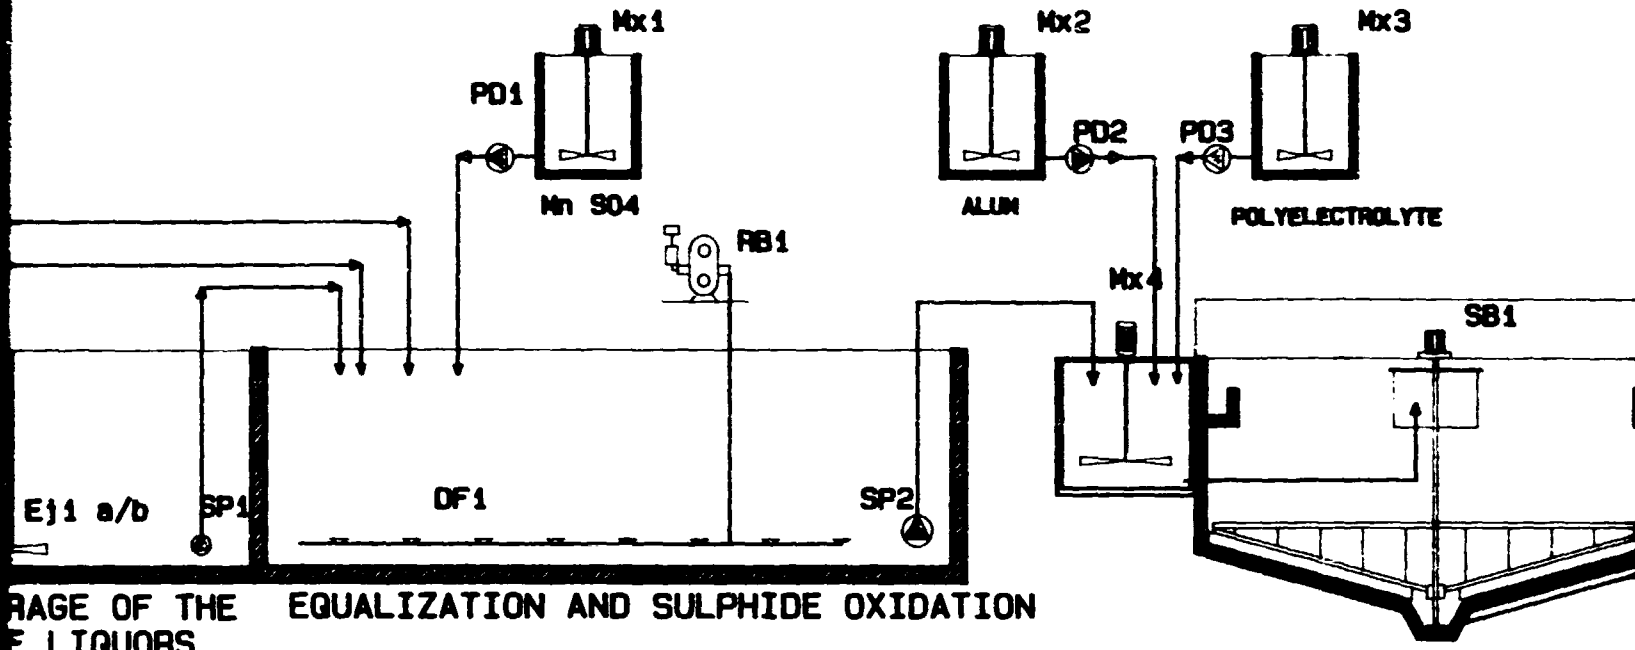 Mx1
Mx2
Mx3
PD1
PD2
PD3
Mn SO4
ALUM
POLYELECTROLYTE
RB1
Mx4
SB1
Ej1 a/b
SP1
DF1
SP2
RAGE OF THE
EQUALIZATION AND SULPHIDE OXIDATION
E LIQUORS